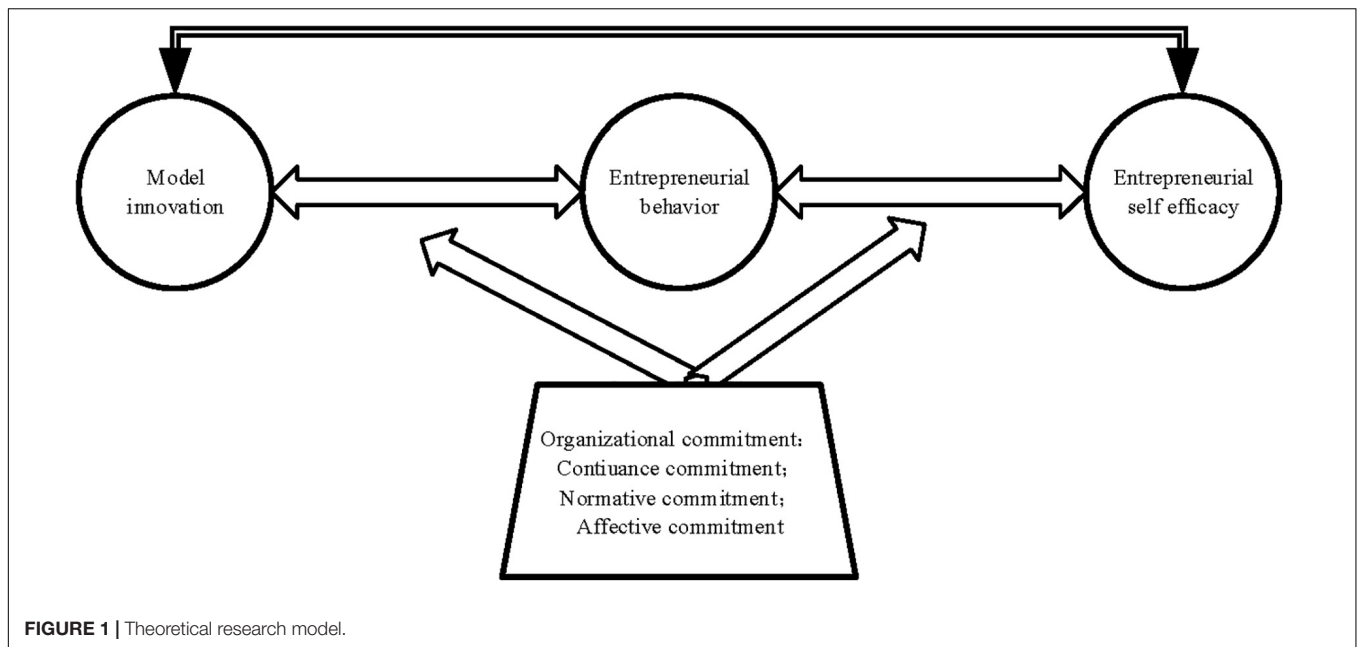 Model
innovation
Entrepreneurial
behavior
Entrepreneurial
self efficacy
Organizational commitment:
Contiuance commitment;
Normative commitment;
Affective commitment
FIGURE 1 | Theoretical research model.